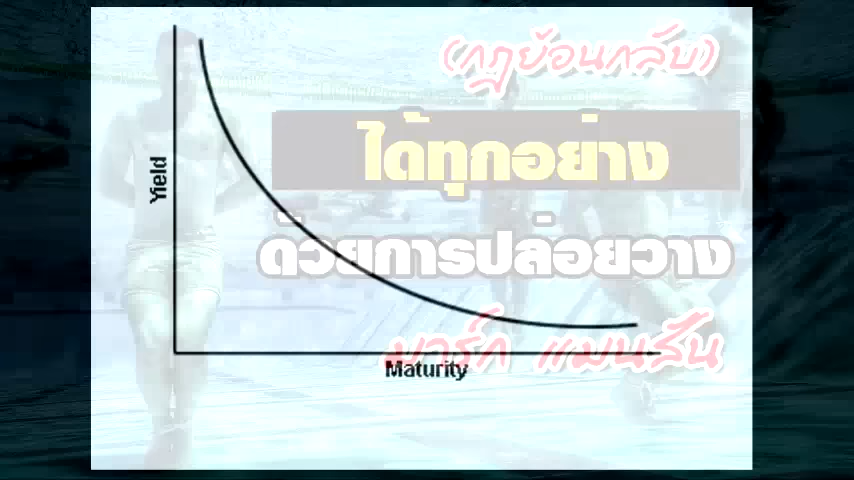 (กฎย้อนกลับ)
ได้ทุกอย่าง
ด้วยการปล่อยวาง
มาร์ก แมนสัน
Yield
Maturity